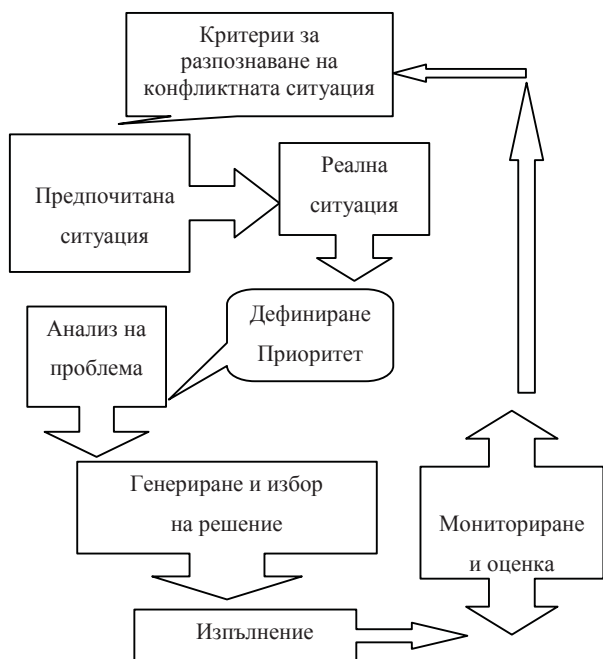 Критерии за
разпознаване на
конфликтната ситуация
Предпочитана
ситуация
Реална
ситуация
Дефиниране
Приоритет
Анализ на
проблема
Генериране и избор
на решение
Мониториране
и оценка
Изпълнение